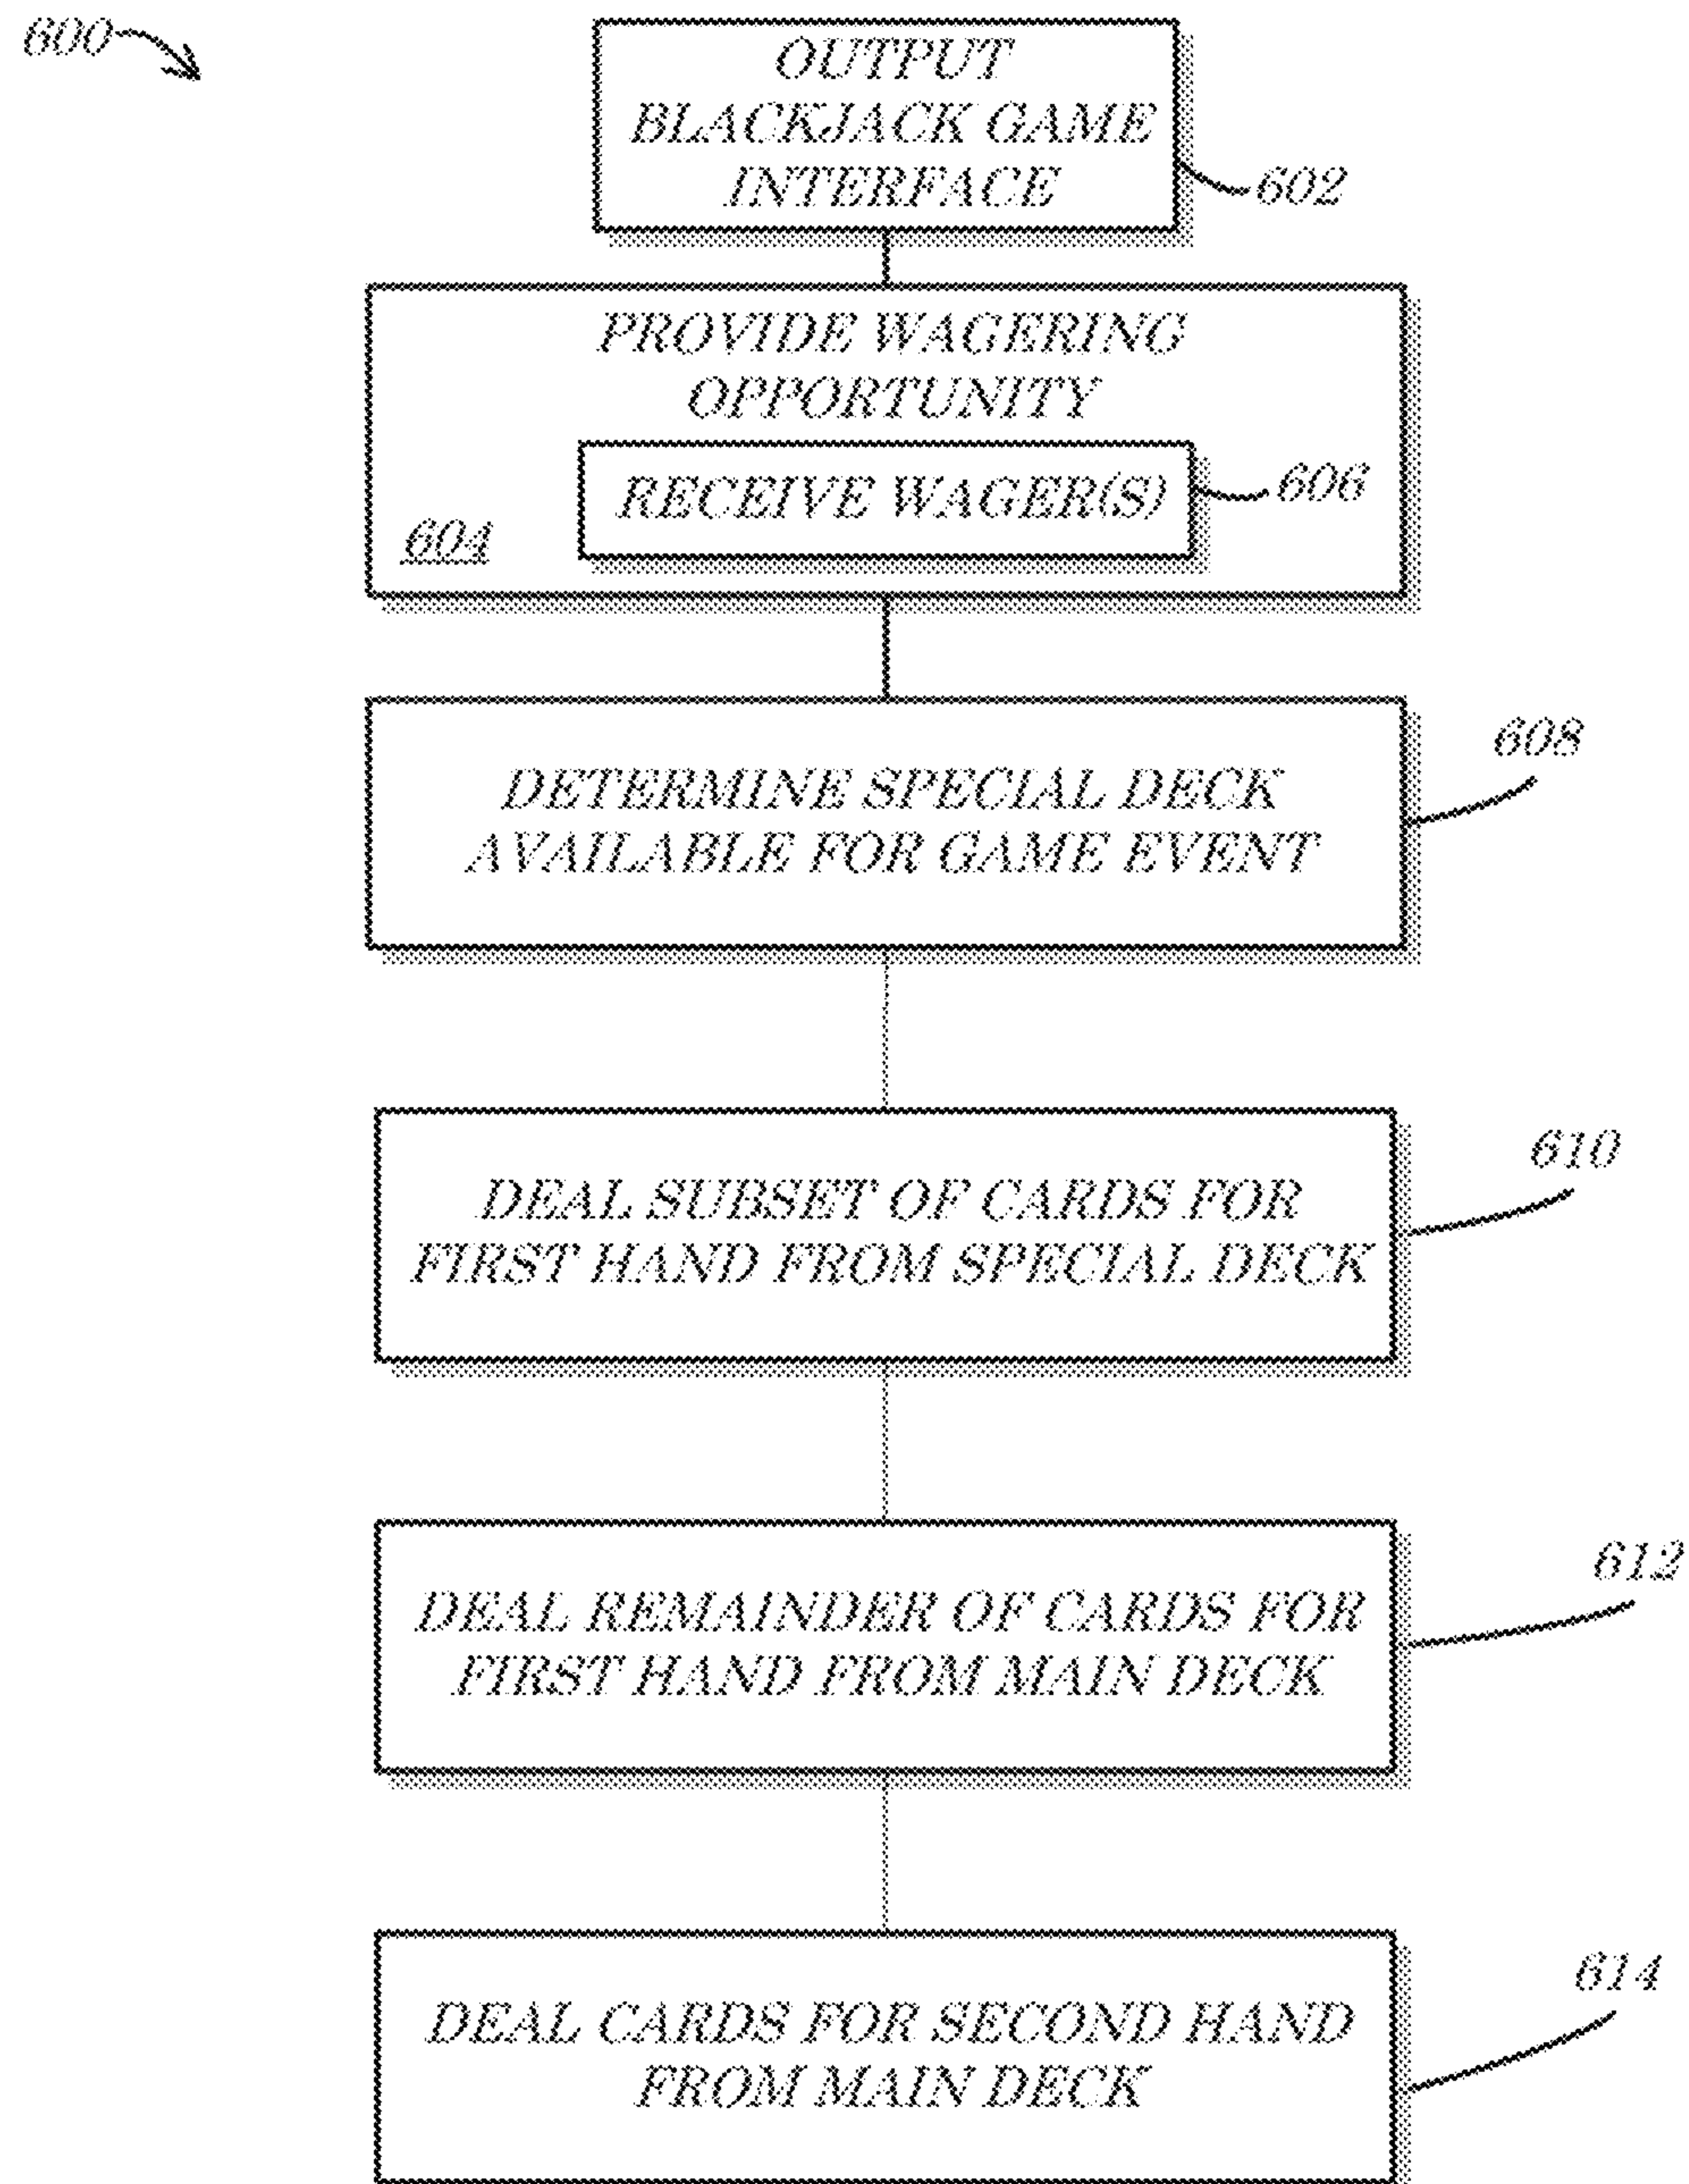 600
OUTPUT
BLACKJACK GAME
INTERFACE
602
PROVIDE WAGERING
OPPORTUNITY
RECEIVE WAGER(S)
606
604
608
DETERMINE SPECIAL DECK
AVAILABLE FOR GAME EVENT
610
DEAL SUBSET OF CARDS FOR
FIRST HAND FROM SPECIAL DECK
612
DEAL REMAINDER OF CARDS FOR
FIRST HAND FROM MAIN DECK
614
DEAL CARDS FOR SECOND HAND
FROM MAIN DECK